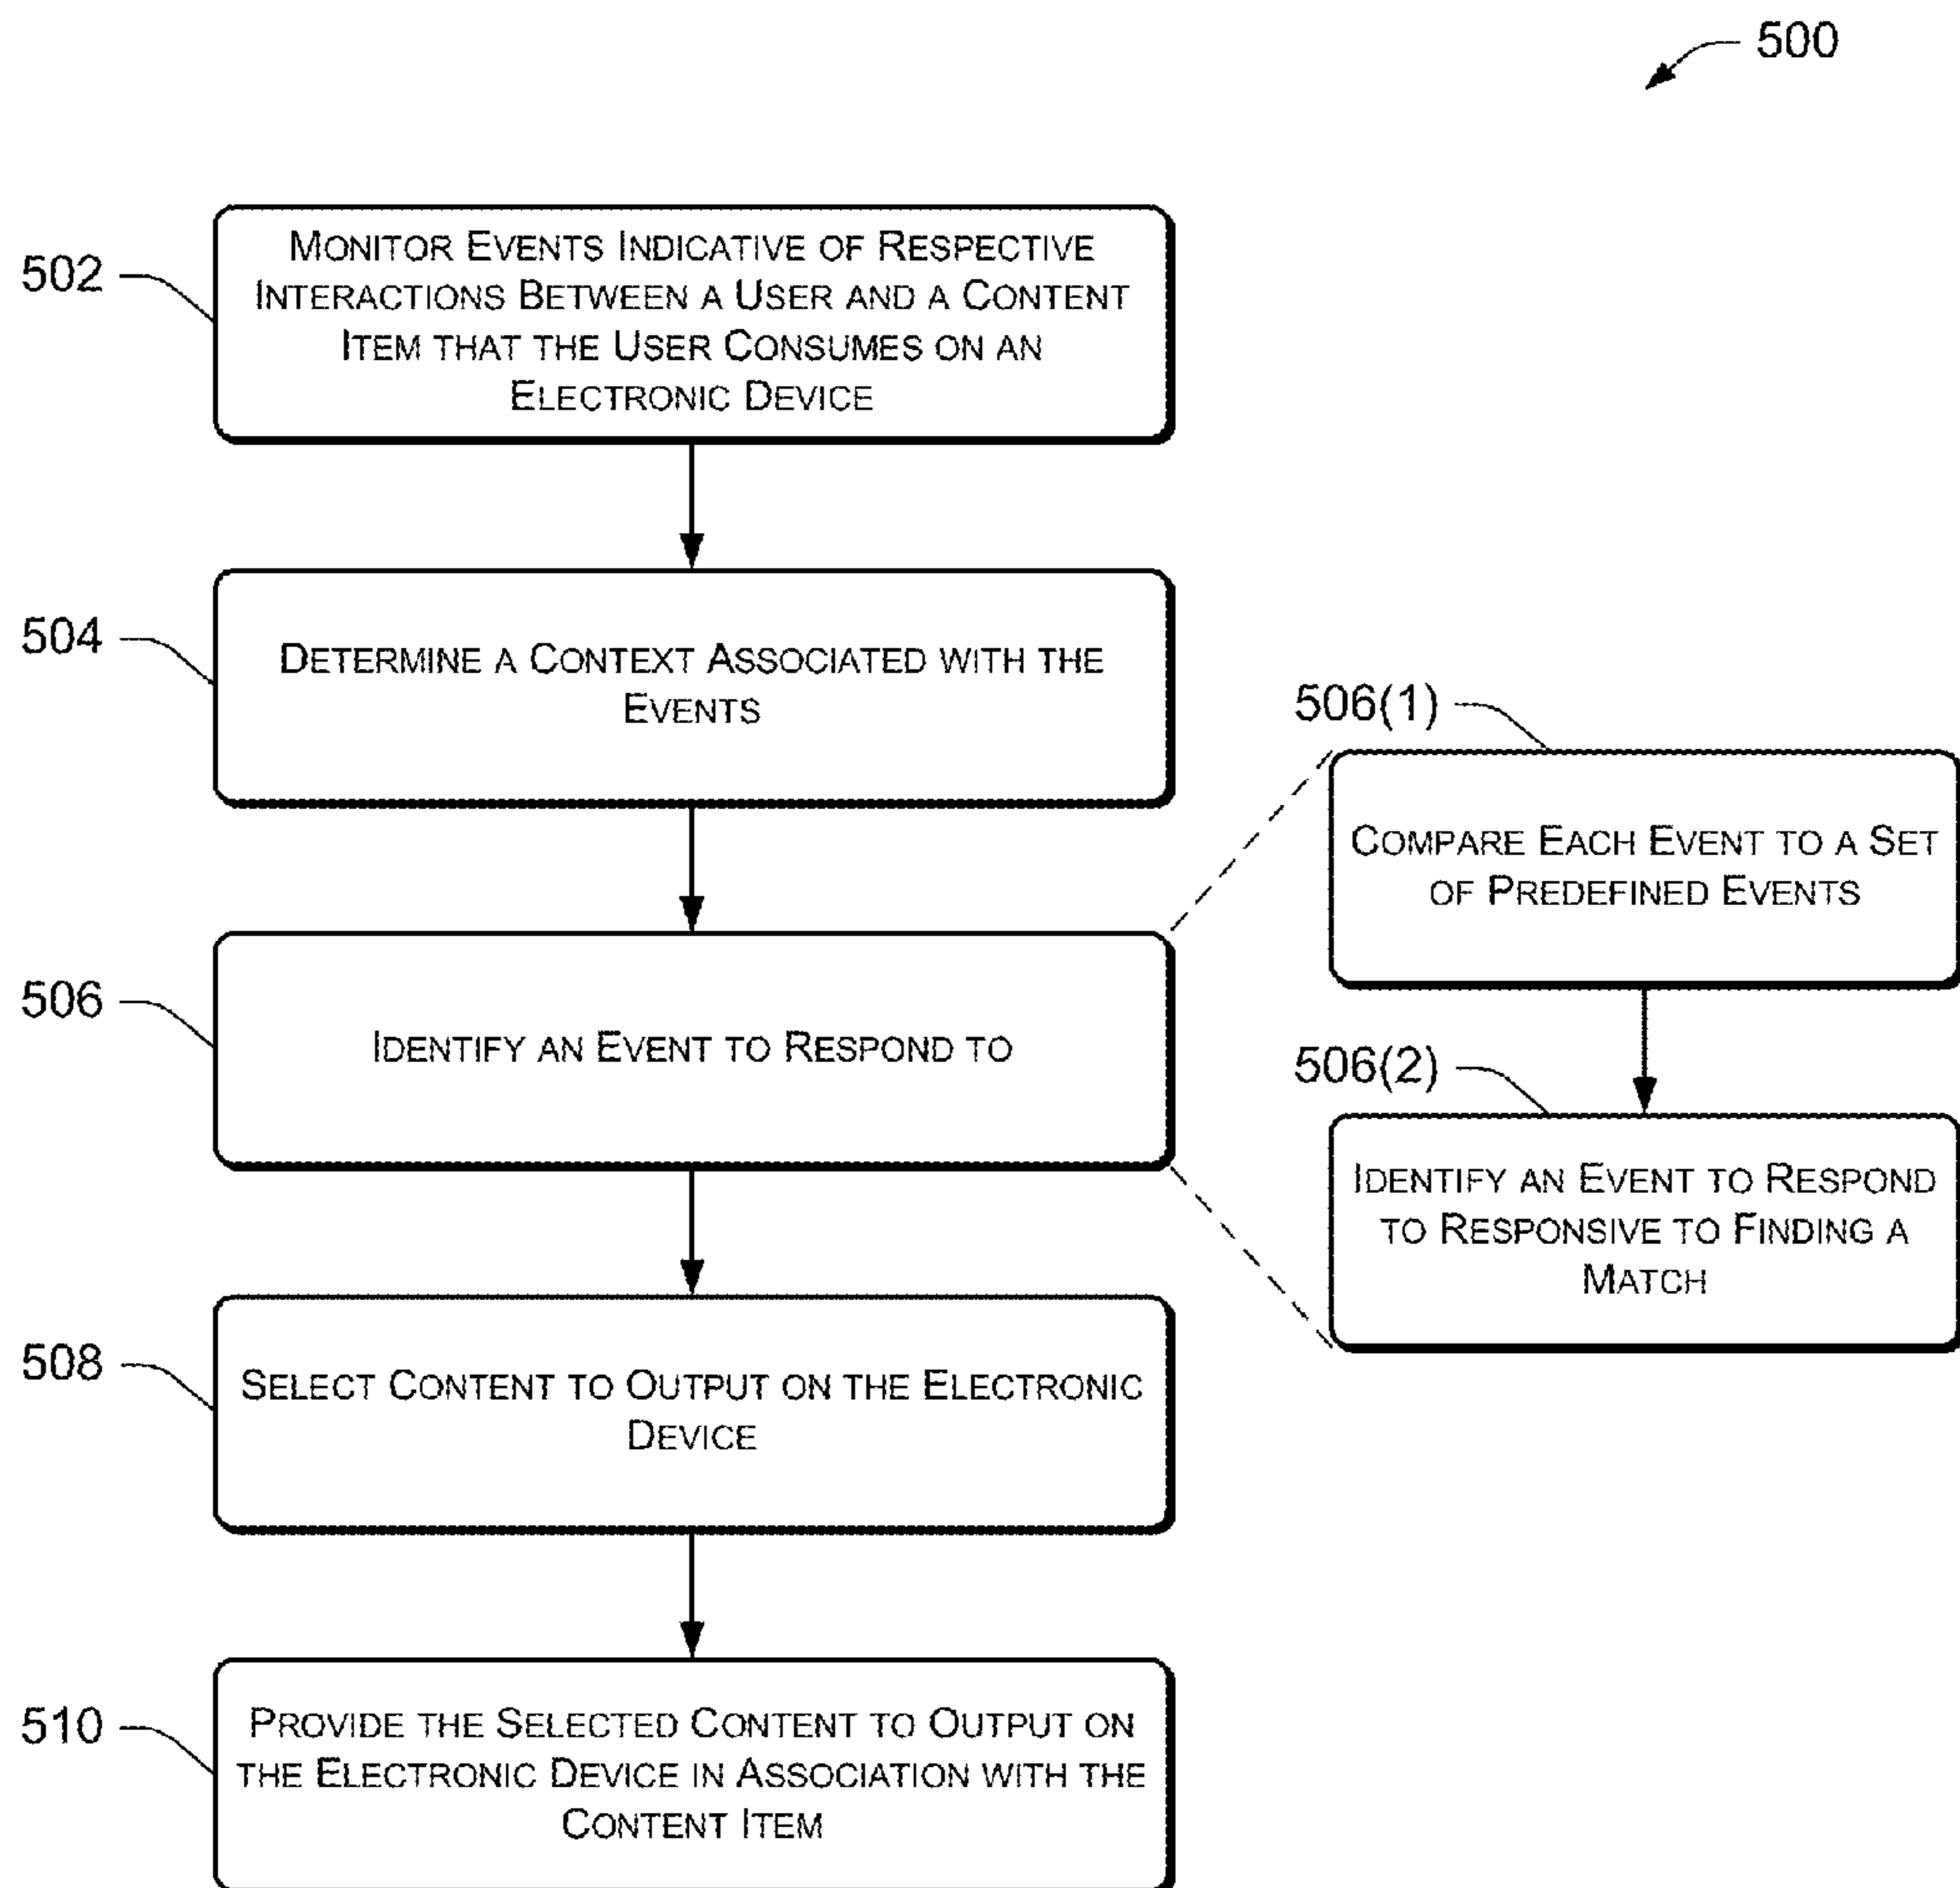 500
502
MONITOR EVENTS INDICATIVE OF RESPECTIVE
INTERACTIONS BETWEEN A USER AND A CONTENT
ITEM THAT THE USER CONSUMES ON AN
ELECTRONIC DEVICE
504
DETERMINE A CONTEXT ASSOCIATED WITH THE
EVENTS
506
IDENTIFY AN EVENT TO RESPOND TO
506(1)
COMPARE EACH EVENT TO A SET
OF PREDEFINED EVENTS
506(2)
IDENTIFY AN EVENT TO RESPOND
TO RESPONSIVE TO FINDING A
MATCH
508
SELECT CONTENT TO OUTPUT ON THE ELECTRONIC
DEVICE
510
PROVIDE THE SELECTED CONTENT TO OUTPUT ON
THE ELECTRONIC DEVICE IN ASSOCIATION WITH THE
CONTENT ITEM